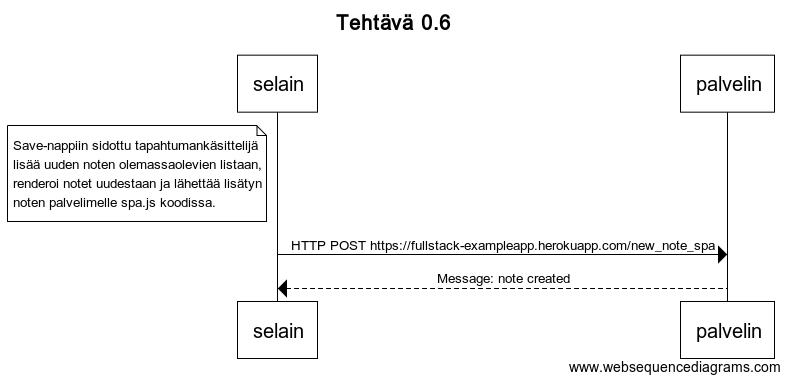 Tehtävä 0.6
selain
palvelin
Save-nappiin sidottu tapahtumankäsittelijä
lisää uuden noten olemassaolevien listaan,
renderoi notet uudestaan ja lähettää lisätyn
noten palvelimelle spa.js koodissa.
HTTP POST https://fullstack-exampleapp.herokuapp.com/new_note_spa
Message: note created
selain
palvelin
www.websequencediagrams.com